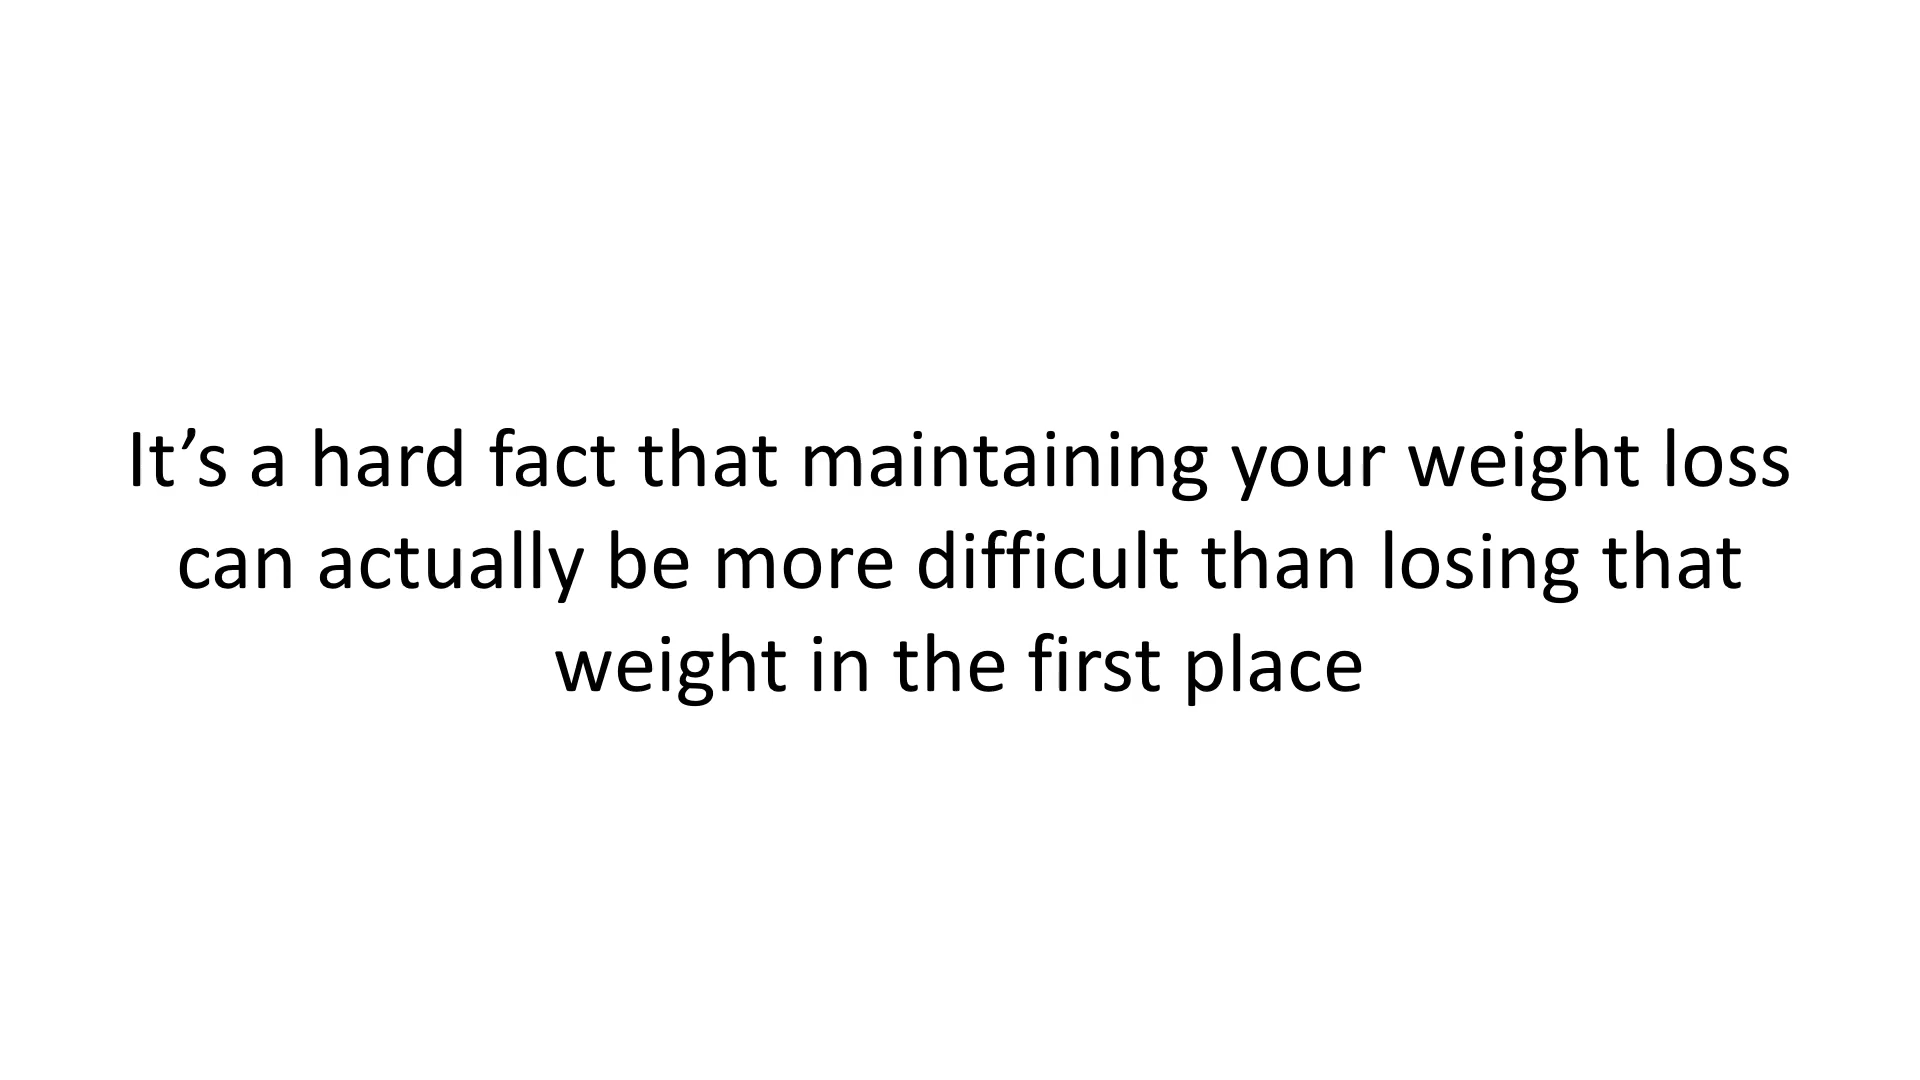 It’s a hard fact that maintaining your weight loss
can actually be more difficult than losing that
weight in the first place